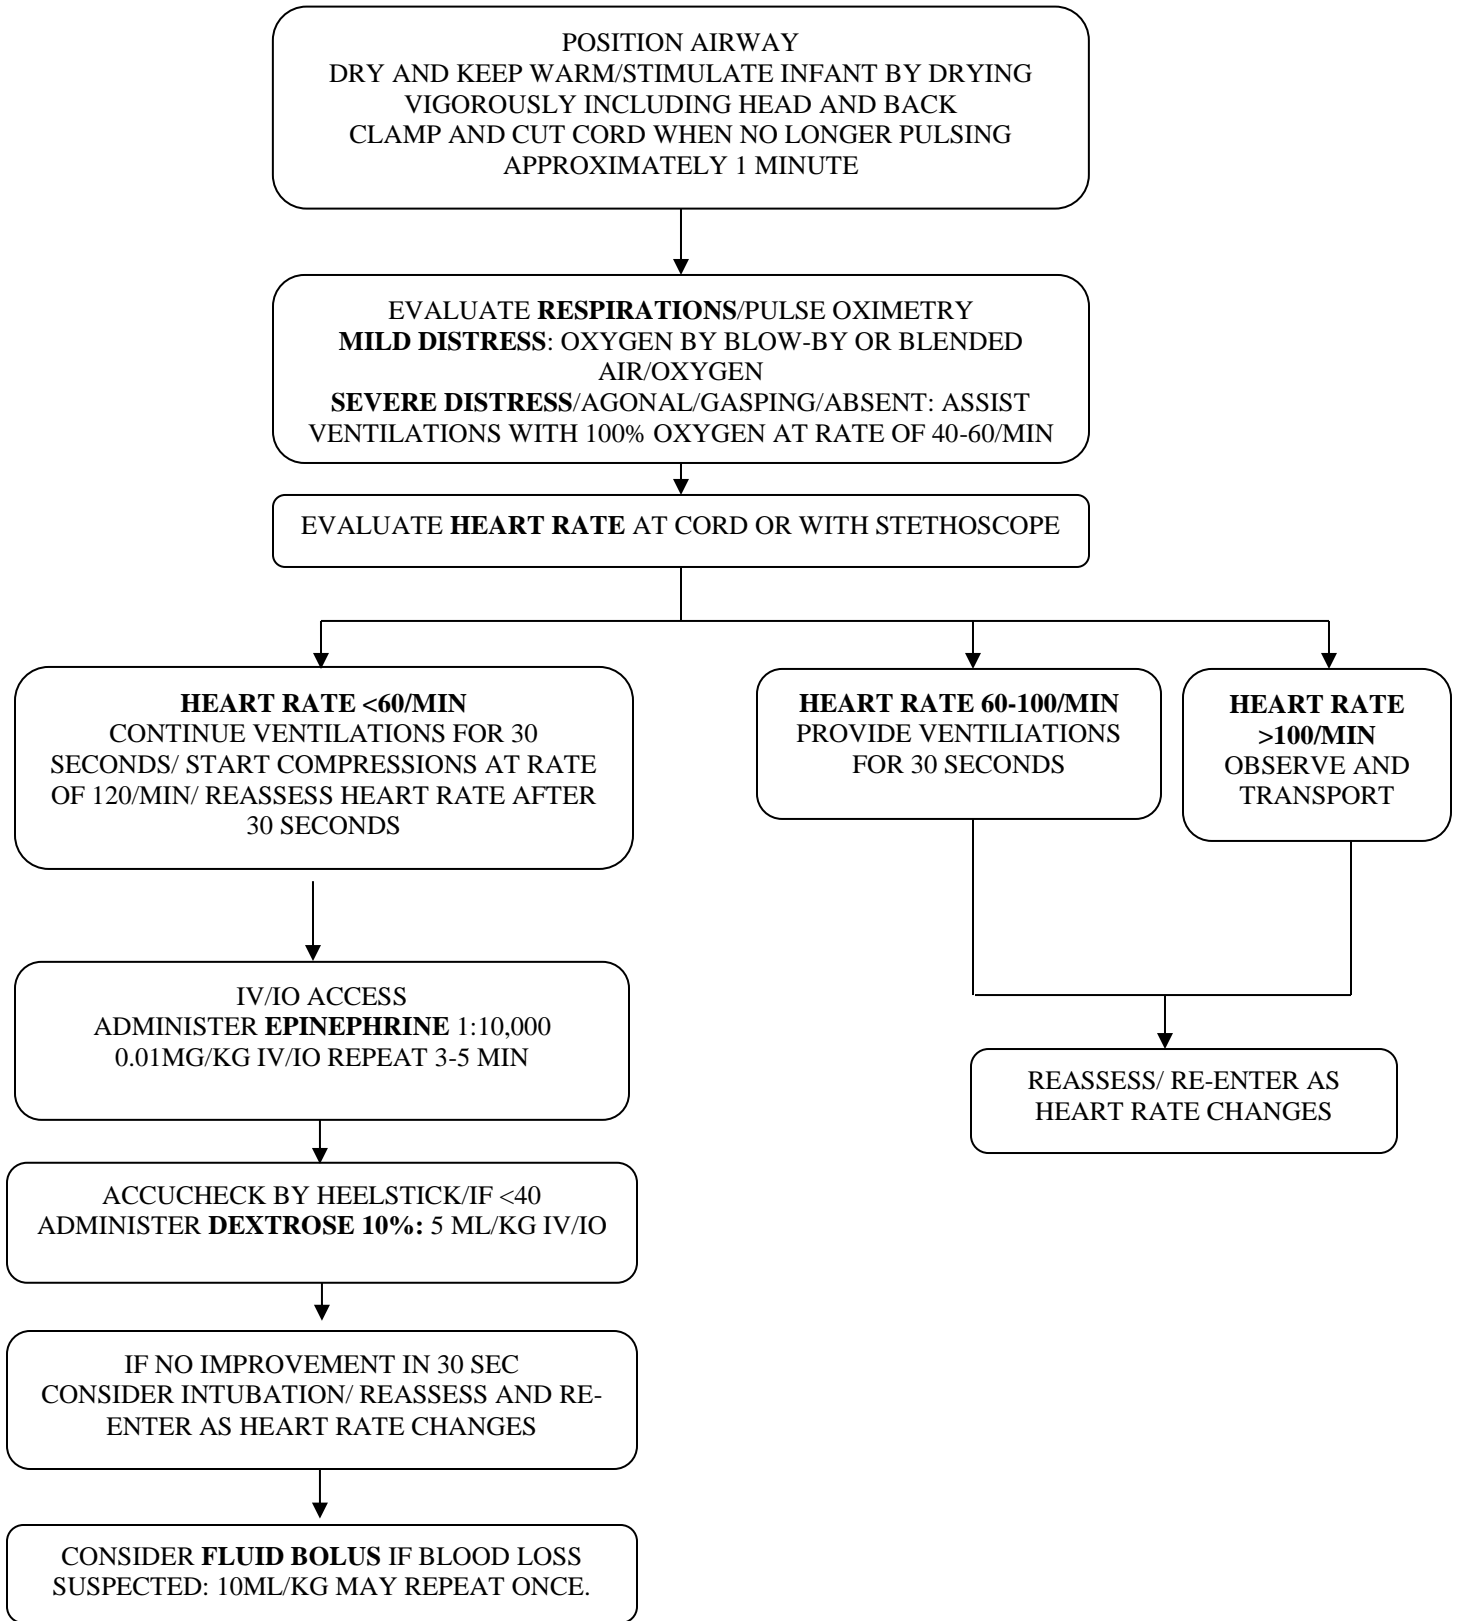 POSITION AIRWAY
DRY AND KEEP WARM/STIMULATE INFANT BY DRYING
VIGOROUSLY INCLUDING HEAD AND BACK
CLAMP AND CUT CORD WHEN NO LONGER PULSING
APPROXIMATELY 1 MINUTE
EVALUATE RESPIRATIONS/PULSE OXIMETRY
MILD DISTRESS: OXYGEN BY BLOW-BY OR BLENDED
AIR/OXYGEN
SEVERE DISTRESS/AGONAL/GASPING/ABSENT: ASSIST
VENTILATIONS WITH 100% OXYGEN AT RATE OF 40-60/MIN
EVALUATE HEART RATE AT CORD OR WITH STETHOSCOPE
HEART RATE <60/MIN
CONTINUE VENTILATIONS FOR 30
SECONDS/ START COMPRESSIONS AT RATE
OF 120/MIN/ REASSESS HEART RATE AFTER
30 SECONDS
HEART RATE 60-100/MIN
PROVIDE VENTILIATIONS
FOR 30 SECONDS
HEART RATE
>100/MIN
OBSERVE AND
TRANSPORT
IV/IO ACCESS
ADMINISTER EPINEPHRINE 1:10,000
0.01MG/KG IV/IO REPEAT 3-5 MIN
REASSESS/ RE-ENTER AS
HEART RATE CHANGES
ACCUCHECK BY HEELSTICK/IF <40
ADMINISTER DEXTROSE 10%: 5 ML/KG IV/IO
IF NO IMPROVEMENT IN 30 SEC
CONSIDER INTUBATION/ REASSESS AND RE-
ENTER AS HEART RATE CHANGES
CONSIDER FLUID BOLUS IF BLOOD LOSS
SUSPECTED: 10ML/KG MAY REPEAT ONCE.